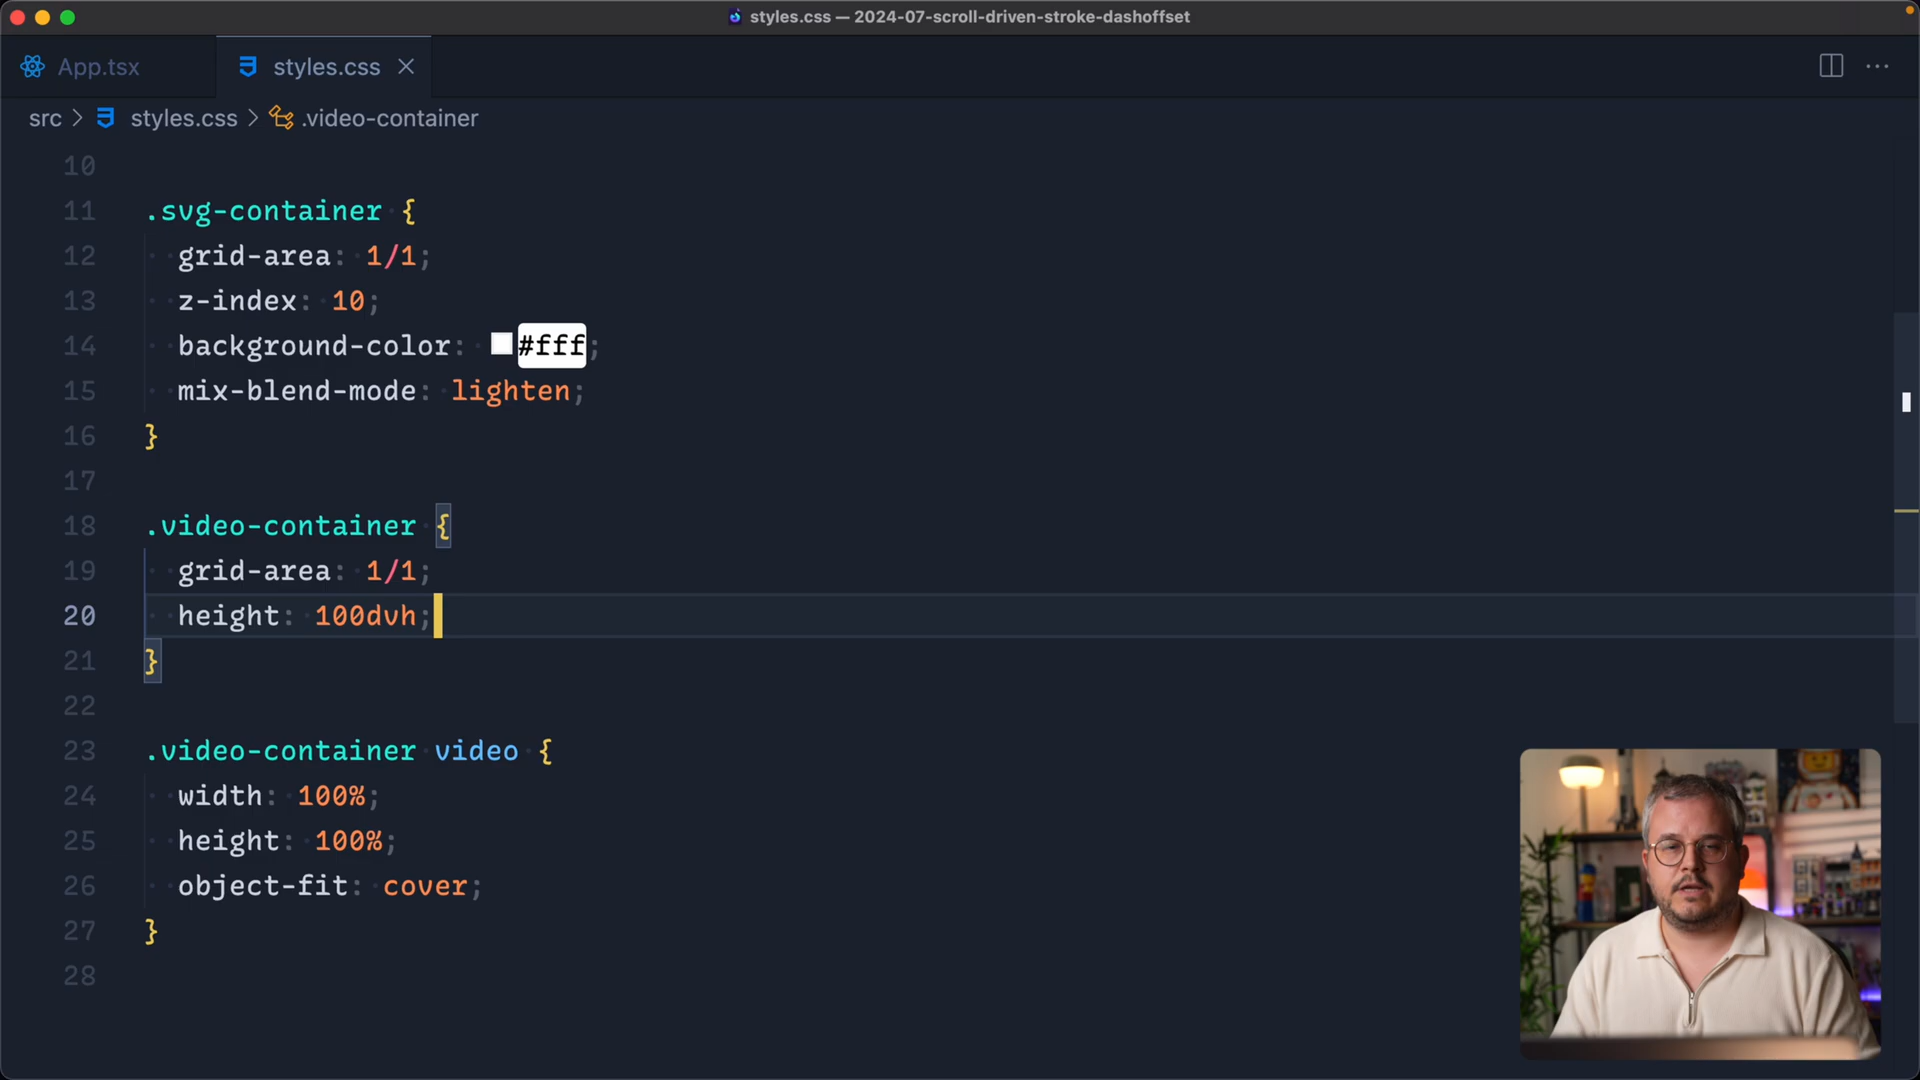 styles.css — 2024-07-scroll-driven-stroke-dashoffset
App.tsx
styles.css
src > styles.css > .video-container
10
11 .svg-container {
12 grid-area: 1/1;
13 z-index: 10;
14 background-color: #fff;
15 mix-blend-mode: lighten;
16 }
17
18 .video-container {
19 grid-area: 1/1;
20 height: 100dvh;
21 }
22
23 .video-container video {
24 width: 100%;
25 height: 100%;
26 object-fit: cover;
27 }
28